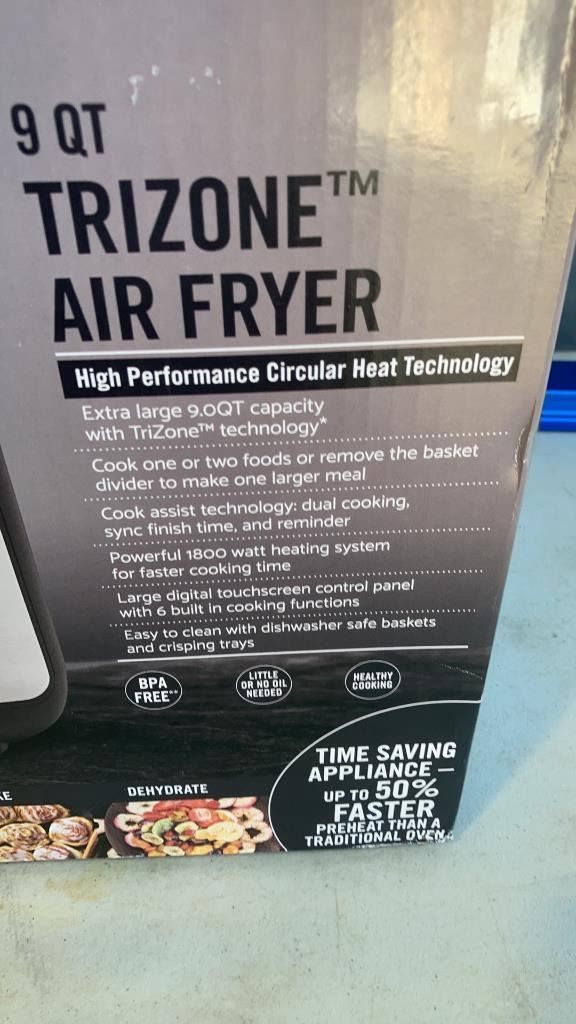 9 QT
TRIZONE™
AIR FRYER
High Performance Circular Heat Technology
Extra large 9.0QT capacity
with TriZone™ technology*
Cook one or two foods or remove the basket
divider to make one larger meal
Cook assist technology: dual cooking,
sync finish time, and reminder
Powerful 1800 watt heating system
for faster cooking time
Large digital touchscreen control panel
with 6 built in cooking functions
Easy to clean with dishwasher safe baskets
and crisping trays
BPA
FREE**
LITTLE
OR NO OIL
NEEDED
HEALTHY
COOKING
DEHYDRATE
TIME SAVING
APPLIANCE –
UP TO 50%
FASTER
PREHEAT THAN A
TRADITIONAL OVEN